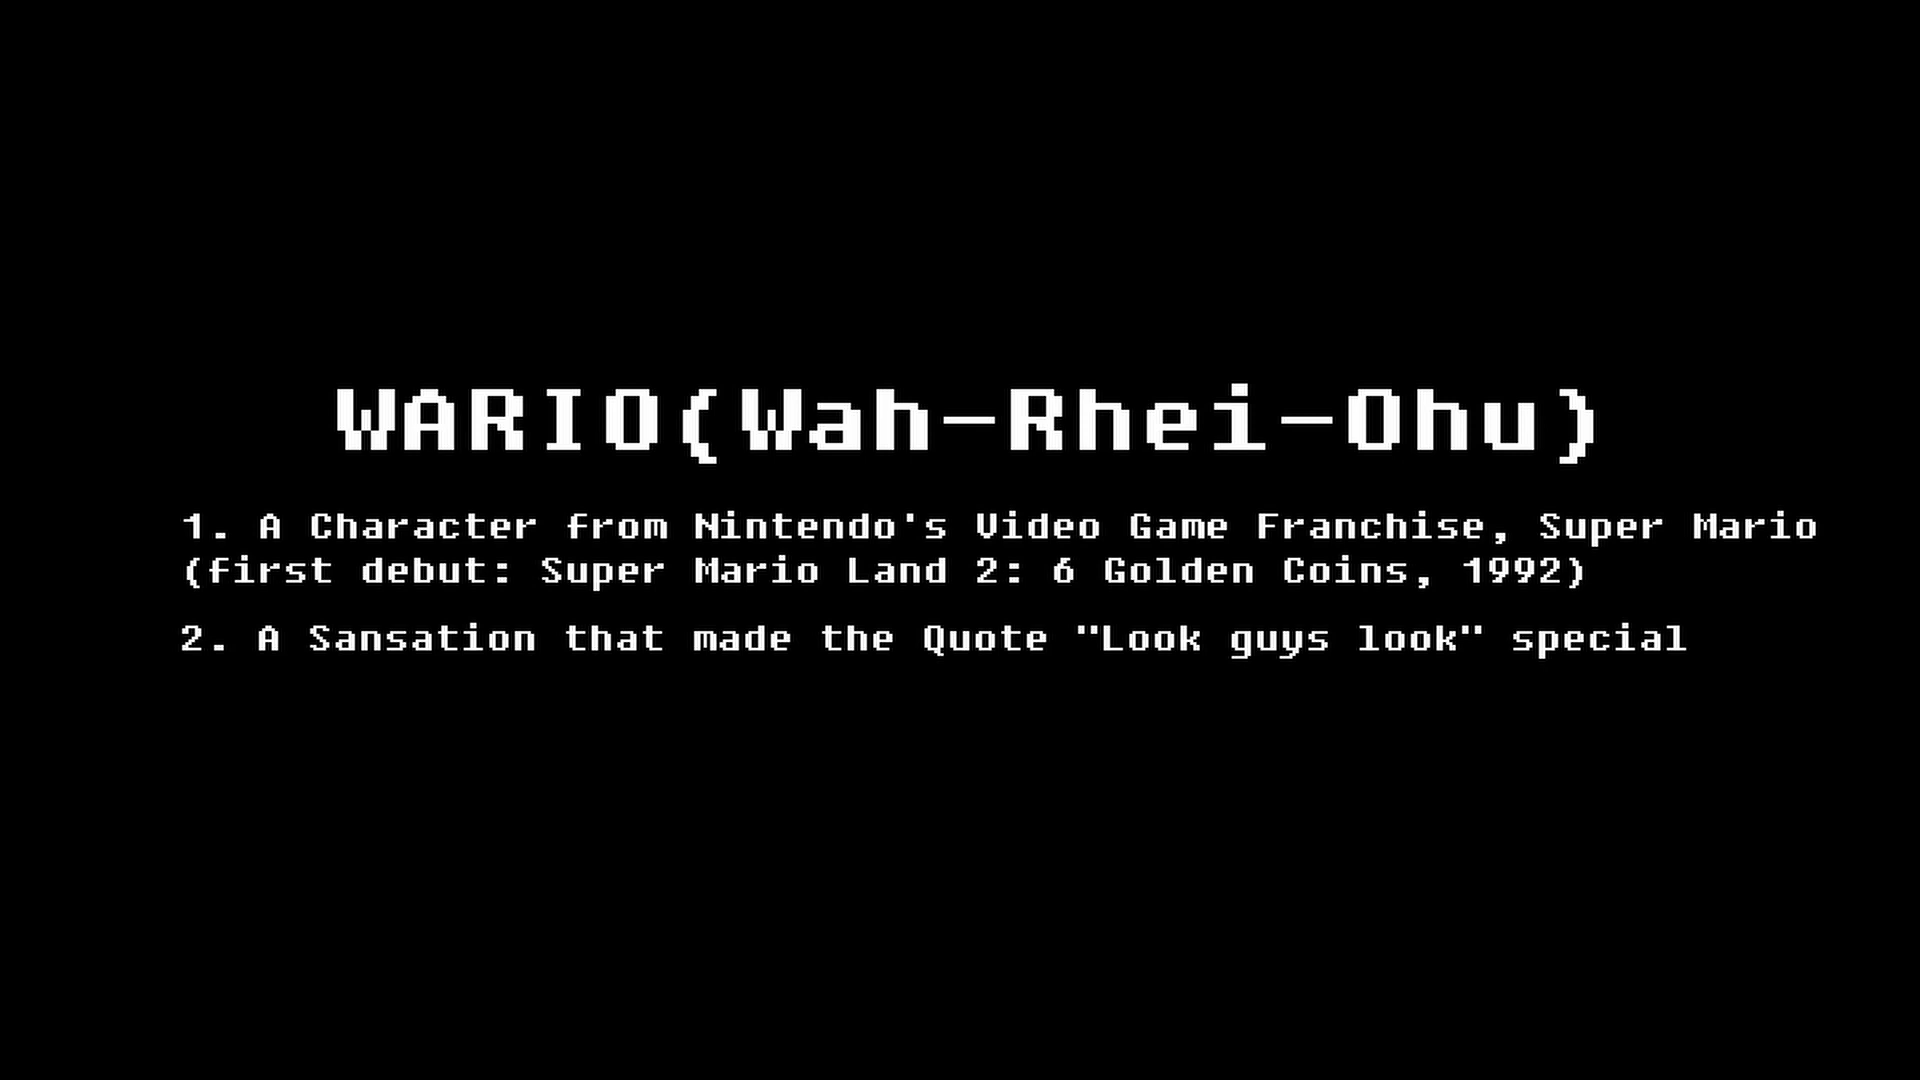 WARIO(Wah-Rhei-Ohu)
1. A Character from Nintendo's Video Game Franchise, Super Mario
(first debut: Super Mario Land 2: 6 Golden Coins, 1992)
2. A Sansation that made the Quote "Look guys look" special